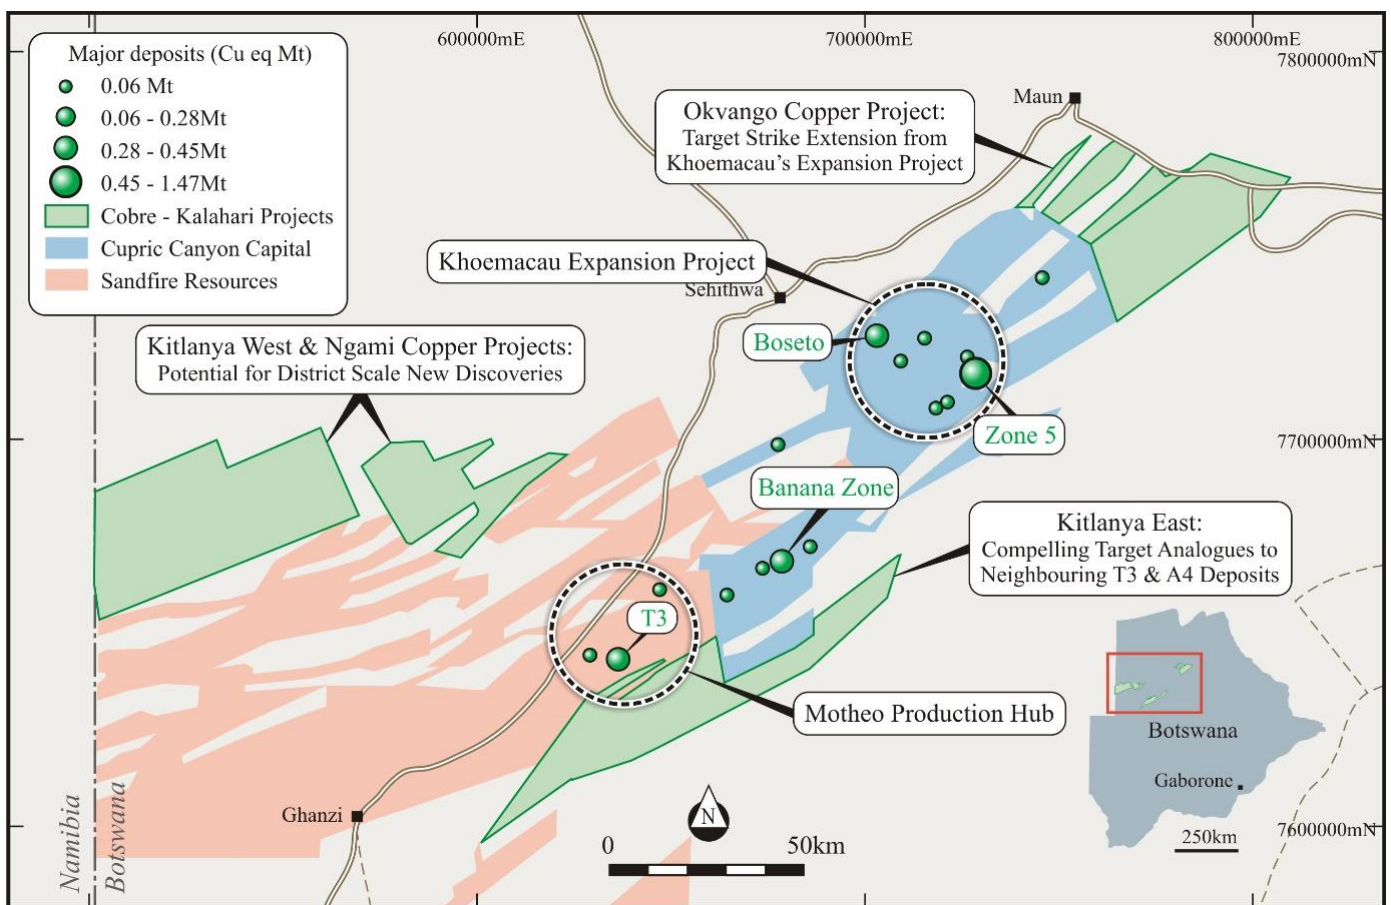 600000mE
700000mE
800000mE
7800000mN
Major deposits (Cu eq Mt)
0.06 Mt
0.06 - 0.28Mt
0.28 - 0.45Mt
0.45 - 1.47Mt
Cobre - Kalahari Projects
Cupric Canyon Capital
Sandfire Resources
Maun
Okvango Copper Project:
Target Strike Extension from
Khoemacau's Expansion Project
Khoemacau Expansion Project
Sehithwa
Boseto
Kitlanya West & Ngami Copper Projects:
Potential for District Scale New Discoveries
Zone 5
7700000mN
Banana Zone
Kitlanya East:
Compelling Target Analogues to
Neighbouring T3 & A4 Deposits
T3
Motheo Production Hub
Botswana
Gaborone
250km
Ghanzi
Namibia
Botswana
N
0 50km
7600000mN